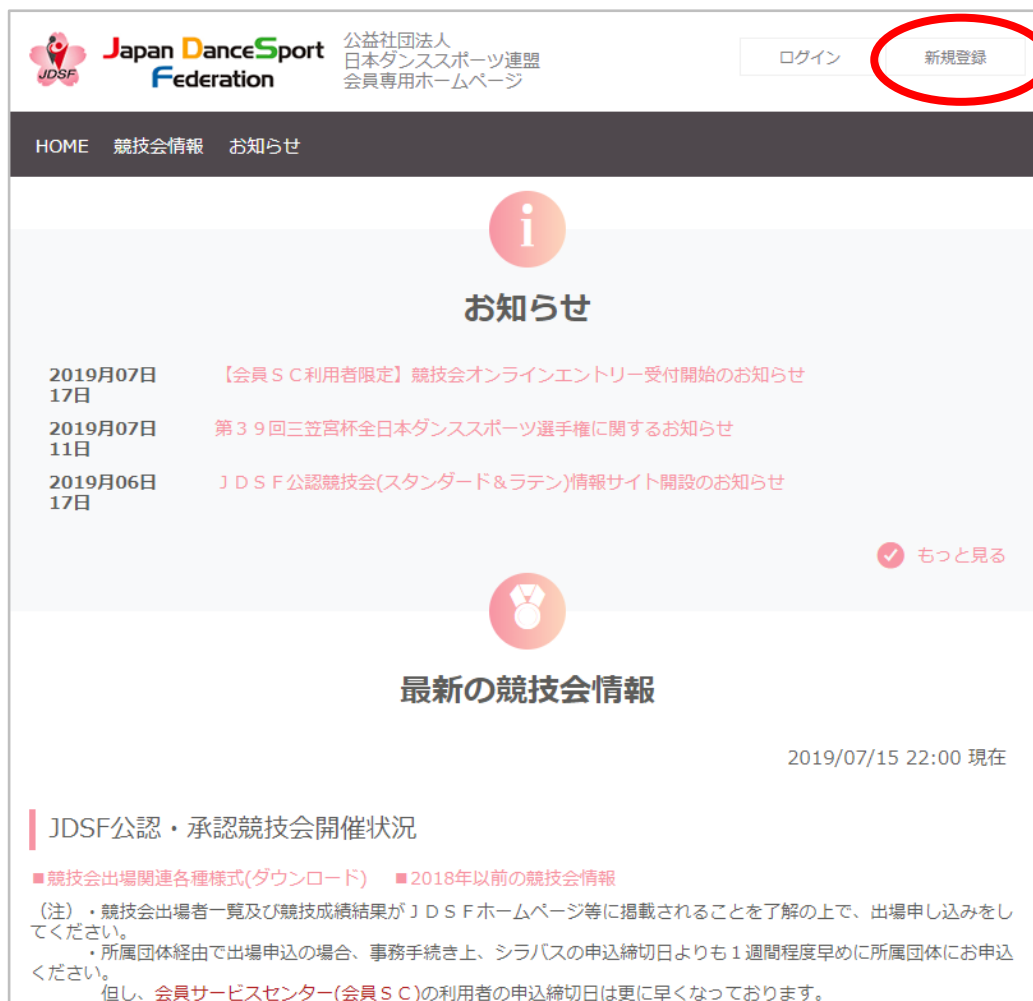 JDSF
Japan DanceSport
Federation
公益社団法人
日本ダンススポーツ連盟
会員専用ホームページ
ログイン
新規登録
HOME 競技会情報 お知らせ
i
お知らせ
2019月07日 【会員ＳＣ利用者限定】競技会オンラインエントリー受付開始のお知らせ
17日
2019月07日 第３９回三笠宮杯全日本ダンススポーツ選手権に関するお知らせ
11日
2019月06日 ＪＤＳＦ公認競技会(スタンダード＆ラテン)情報サイト開設のお知らせ
17日
もっと見る
最新の競技会情報
2019/07/15 22:00 現在
JDSF公認・承認競技会開催状況
■競技会出場関連各種様式(ダウンロード) ■2018年以前の競技会情報
（注）・競技会出場者一覧及び競技成績結果がＪＤＳＦホームページ等に掲載されることを了解の上で、出場申し込みをし
てください。
・所属団体経由で出場申込の場合、事務手続き上、シラバスの申込締切日よりも１週間程度早めに所属団体にお申込
ください。
但し、会員サービスセンター(会員ＳＣ)の利用者の申込締切日は更に早くなっております。